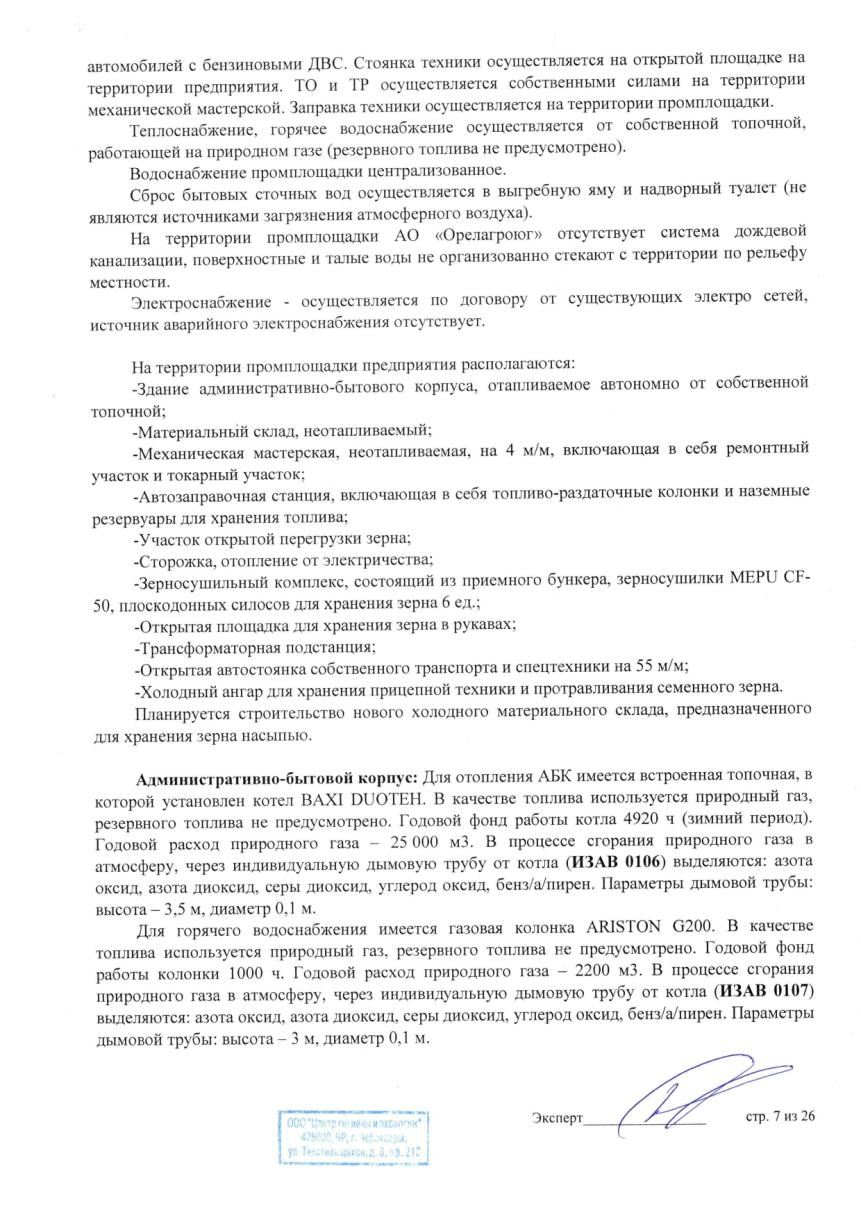 автомобилей с бензиновыми ДВС. Стоянка техники осуществляется на открытой площадке на
территории предприятия. ТО и ТР осуществляется собственными силами на территории
механической мастерской. Заправка техники осуществляется на территории промплощадки.
Теплоснабжение, горячее водоснабжение осуществляется от собственной топочной,
работающей на природном газе (резервного топлива не предусмотрено).
Водоснабжение промплощадки централизованное.
Сброс бытовых сточных вод осуществляется в выгребную яму и надворный туалет (не
являются источниками загрязнения атмосферного воздуха).
На территории промплощадки АО «Орелагроюг» отсутствует система дождевой
канализации, поверхностные и талые воды не организованно стекают с территории по рельефу
местности.
Электроснабжение - осуществляется по договору от существующих электро сетей,
источник аварийного электроснабжения отсутствует.
На территории промплощадки предприятия располагаются:
-Здание административно-бытового корпуса, отапливаемое автономно от собственной
топочной;
-Материальный склад, неотапливаемый;
-Механическая мастерская, неотапливаемая, на 4 м/м, включающая в себя ремонтный
участок и токарный участок;
-Автозаправочная станция, включающая в себя топливо-раздаточные колонки и наземные
резервуары для хранения топлива;
-Участок открытой перегрузки зерна;
-Сторожка, отопление от электричества;
-Зерносушильный комплекс, состоящий из приемного бункера, зерносушилки MEPU CF-
50, плоскодонных силосов для хранения зерна 6 ед.;
-Открытая площадка для хранения зерна в рукавах;
-Трансформаторная подстанция;
-Открытая автостоянка собственного транспорта и спецтехники на 55 м/м;
-Холодный ангар для хранения прицепной техники и протравливания семенного зерна.
Планируется строительство нового холодного материального склада, предназначенного
для хранения зерна насыпью.
Административно-бытовой корпус: Для отопления АБК имеется встроенная топочная, в
которой установлен котел BAXI DUOTEH. В качестве топлива используется природный газ,
резервного топлива не предусмотрено. Годовой фонд работы котла 4920 ч (зимний период).
Годовой расход природного газа – 25 000 м3. В процессе сгорания природного газа в
атмосферу, через индивидуальную дымовую трубу от котла (ИЗАВ 0106) выделяются: азота
оксид, азота диоксид, серы диоксид, углерод оксид, бенз/а/пирен. Параметры дымовой трубы:
высота – 3,5 м, диаметр 0,1 м.
Для горячего водоснабжения имеется газовая колонка ARISTON G200. В качестве
топлива используется природный газ, резервного топлива не предусмотрено. Годовой фонд
работы колонки 1000 ч. Годовой расход природного газа – 2200 м3. В процессе сгорания
природного газа в атмосферу, через индивидуальную дымовую трубу от котла (ИЗАВ 0107)
выделяются: азота оксид, азота диоксид, серы диоксид, углерод оксид, бенз/а/пирен. Параметры
дымовой трубы: высота – 3 м, диаметр 0,1 м.
Эксперт
стр. 7 из 26
ООО "Центр гигиены и экологии"
429000, ЧР, г. Чебоксары,
ул. Текстильщиков, д. 8, оф. 210